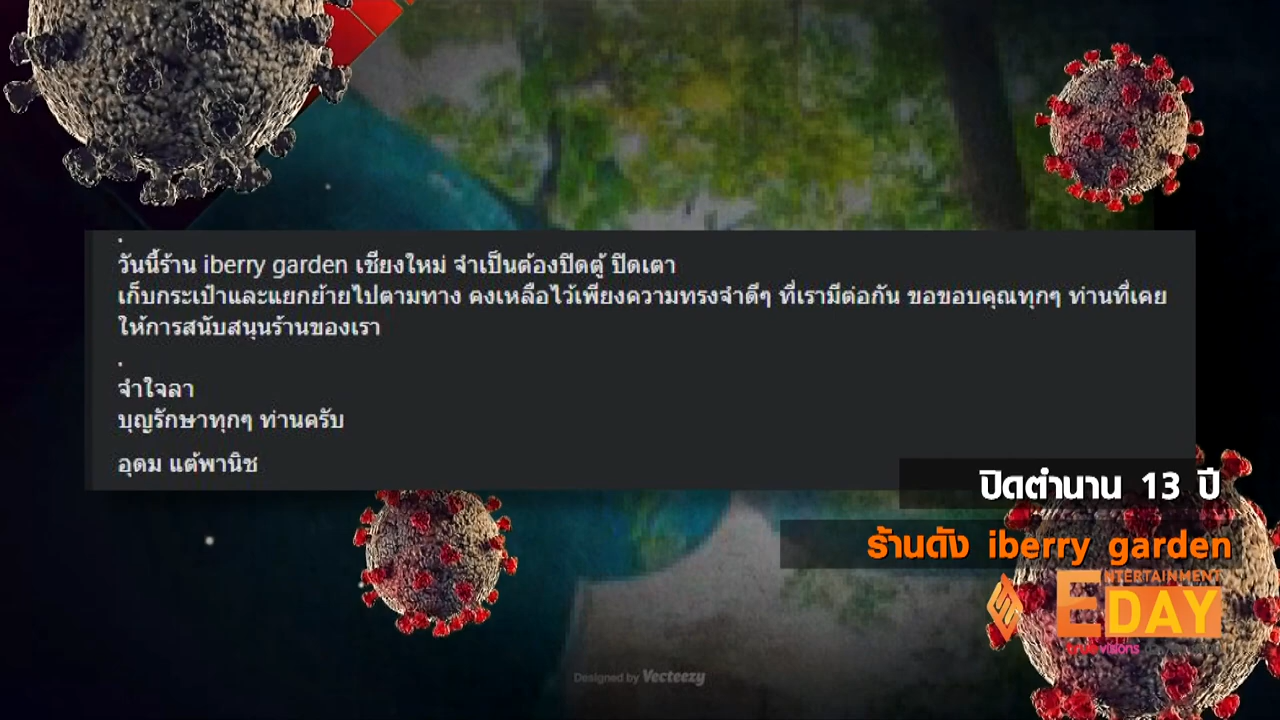 .
วันนี้ร้าน iberry garden เชียงใหม่ จำเป็นต้องปิดตู้ ปิดเตา
เก็บกระเป๋าและแยกย้ายไปตามทาง คงเหลือไว้เพียงความทรงจำดีๆ ที่เรามีต่อกัน ขอขอบคุณทุกๆ ท่านที่เคย
ให้การสนับสนุนร้านของเรา
.
จำใจลา
บุญรักษาทุกๆ ท่านครับ
อุดม แต้พานิช
ปิดตำนาน 13 ปี
ร้านดัง iberry garden
ENTERTAINMENT
DAY
true visions
Designed by Vecteezy